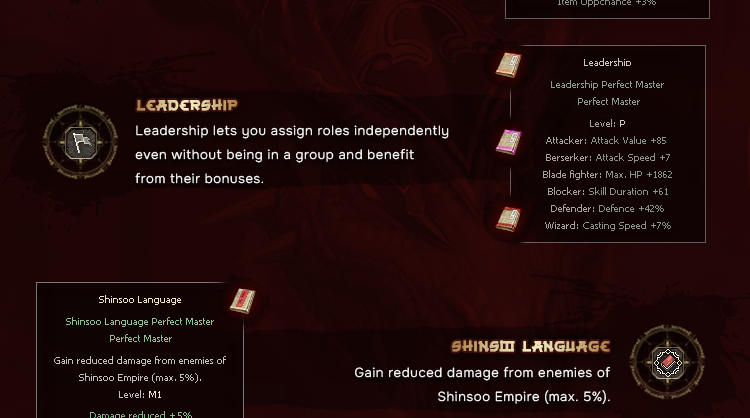 Item Oppchance +3%
LEADERSHIP
Leadership lets you assign roles independently
even without being in a group and benefit
from their bonuses.
Leadership
Leadership Perfect Master
Perfect Master
Level: P
Attacker: Attack Value +85
Berserker: Attack Speed +7
Blade fighter: Max. HP +1862
Blocker: Skill Duration +61
Defender: Defence +42%
Wizard: Casting Speed +7%
Shinsoo Language
Shinsoo Language Perfect Master
Perfect Master
Gain reduced damage from enemies of
Shinsoo Empire (max. 5%).
Level: M1
Damage reduced +5%
SHINSOO LANGUAGE
Gain reduced damage from enemies of
Shinsoo Empire (max. 5%).